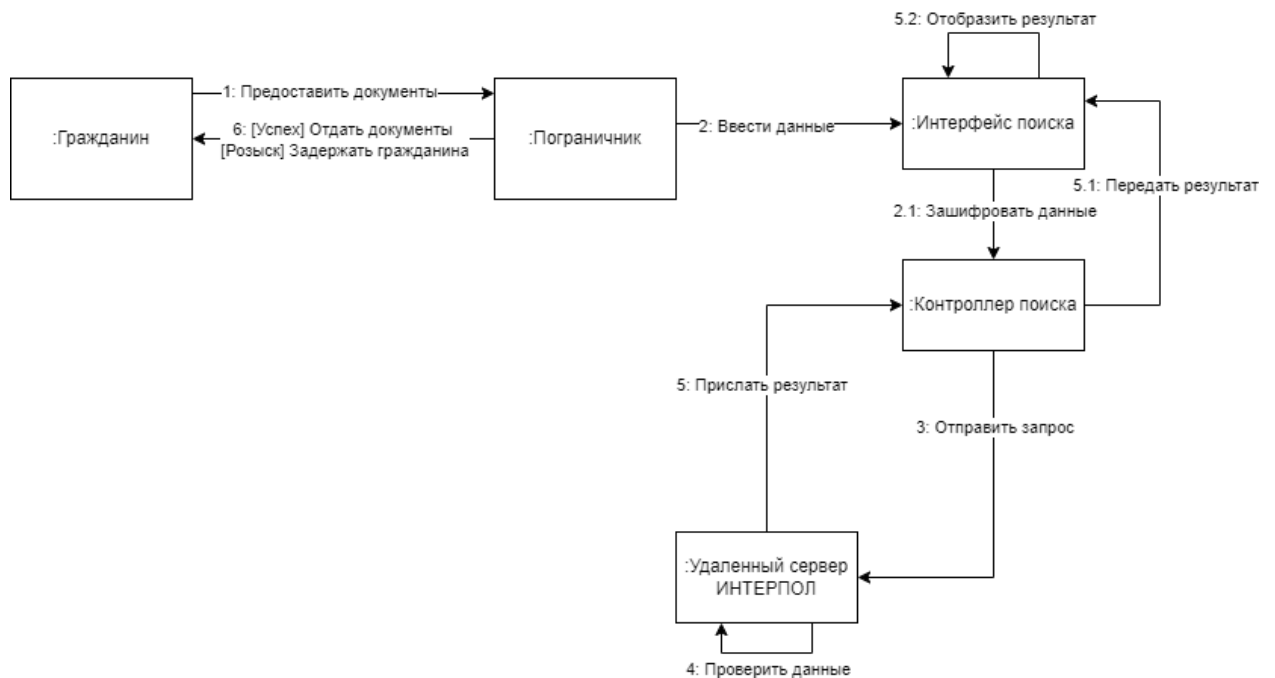 5.2: Отобразить результат
1: Предоставить документы
:Гражданин
6: [Успех] Отдать документы
[Розыск] Задержать гражданина
:Пограничник
2: Ввести данные
:Интерфейс поиска
5.1: Передать результат
2.1: Зашифровать данные
:Контроллер поиска
5: Прислать результат
3: Отправить запрос
:Удаленный сервер
ИНТЕРПОЛ
4: Проверить данные